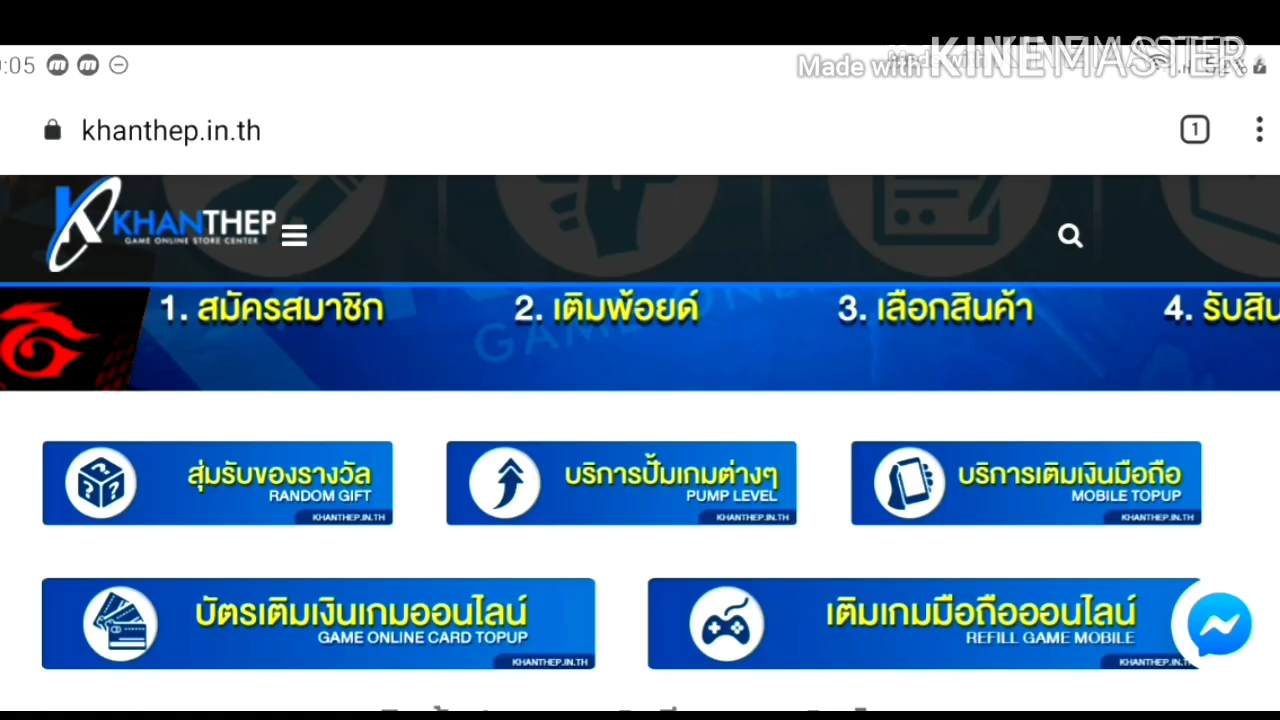 :05
Made with KINEMASTER
khanthep.in.th
1
KHANTHEP
GAME ONLINE STORE CENTER
1. สมัครสมาชิก
2. เติมพ้อยด์
3. เลือกสินค้า
4. รับสิน
สุ่มรับของรางวัล
RANDOM GIFT
KHANTHEP.IN.TH
บริการปั้มเกมต่างๆ
PUMP LEVEL
KHANTHEP.IN.TH
บริการเติมเงินมือถือ
MOBILE TOPUP
KHANTHEP.IN.TH
บัตรเติมเงินเกมออนไลน์
GAME ONLINE CARD TOPUP
KHANTHEP.IN.TH
เติมเกมมือถือออนไลน์
REFILL GAME MOBILE
KHANTHEP.IN.T